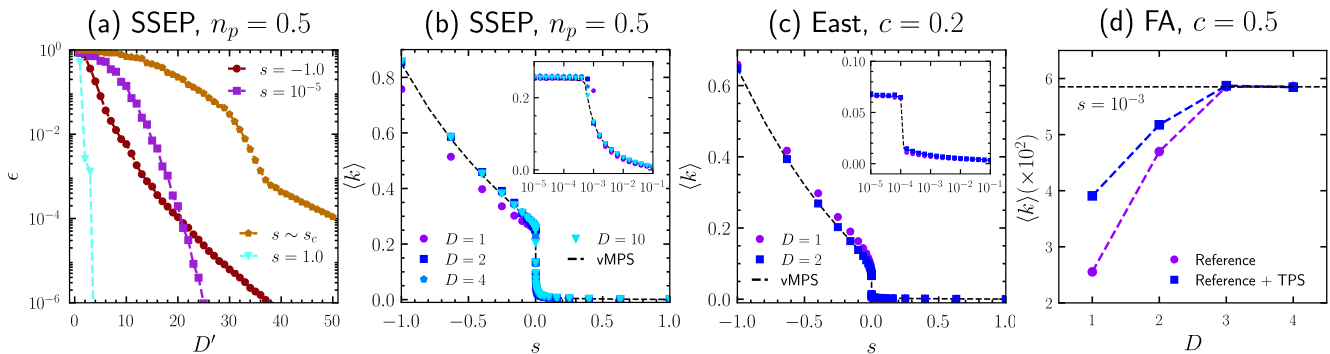 (a) SSEP, n_p = 0.5
10^0
10^-2
ϵ
10^-4
10^-6
0 10 20 30 40 50
D′
s = −1.0
s = 10^-5
s ∼ s_c
s = 1.0
(b) SSEP, n_p = 0.5
0.8
0.6
⟨k⟩
0.4
0.2
0.0
−1.0 −0.5 0.0 0.5 1.0
s
0.2
0.0
10^-5 10^-4 10^-3 10^-2 10^-1
D = 1
D = 2
D = 4
D = 10
vMPS
(c) East, c = 0.2
0.6
⟨k⟩
0.4
0.2
0.0
−1.0 −0.5 0.0 0.5 1.0
s
0.10
0.05
0.00
10^-5 10^-4 10^-3 10^-2 10^-1
D = 1
D = 2
vMPS
(d) FA, c = 0.5
6
5
⟨k⟩(×10^2)
4
3
2
1 2 3 4
D
s = 10^-3
Reference
Reference + TPS